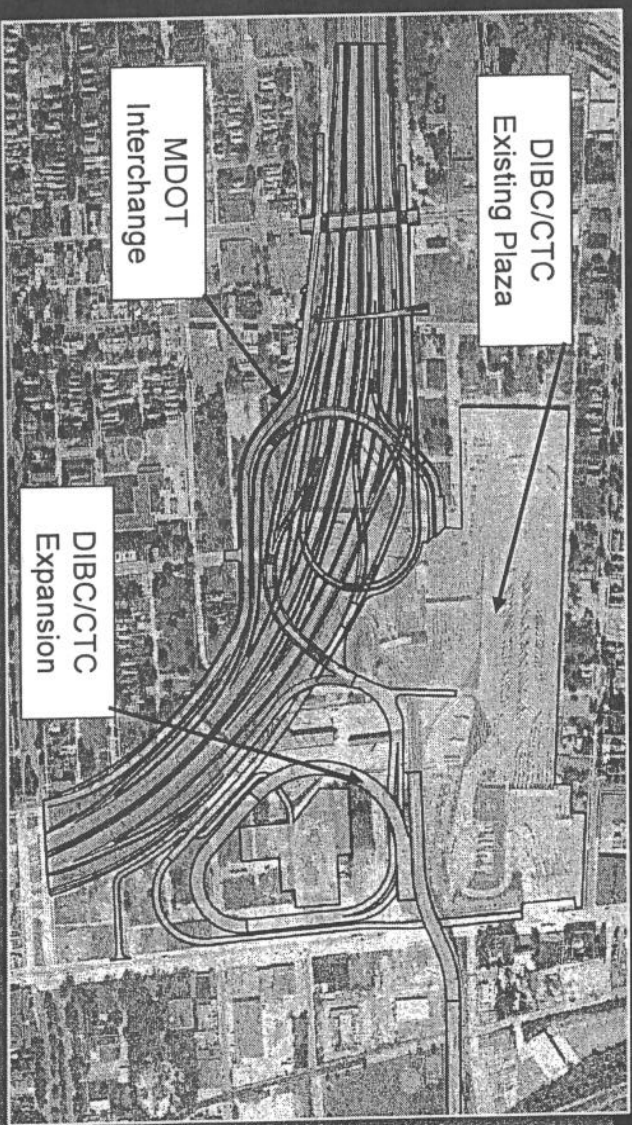 DIBC/CTC
Existing Plaza
MDOT
Interchange
DIBC/CTC
Expansion